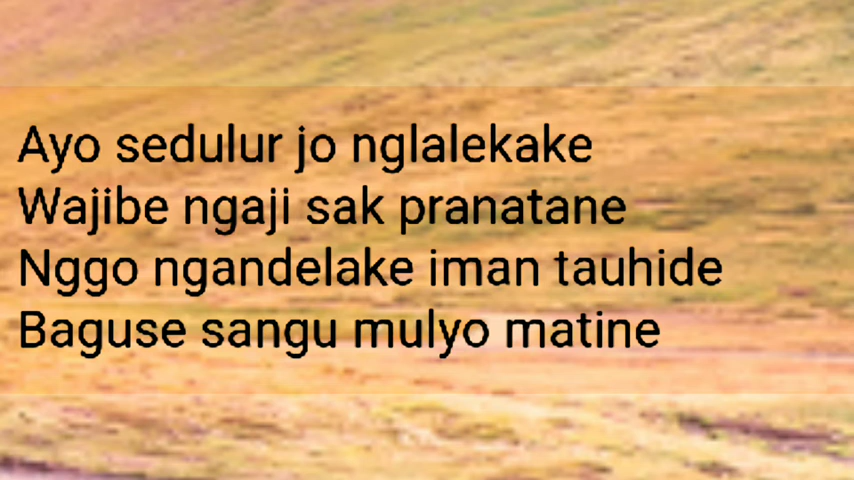 Ayo sedulur jo nglalekake
Wajibe ngaji sak pranatane
Nggo ngandelake iman tauhide
Baguse sangu mulyo matine